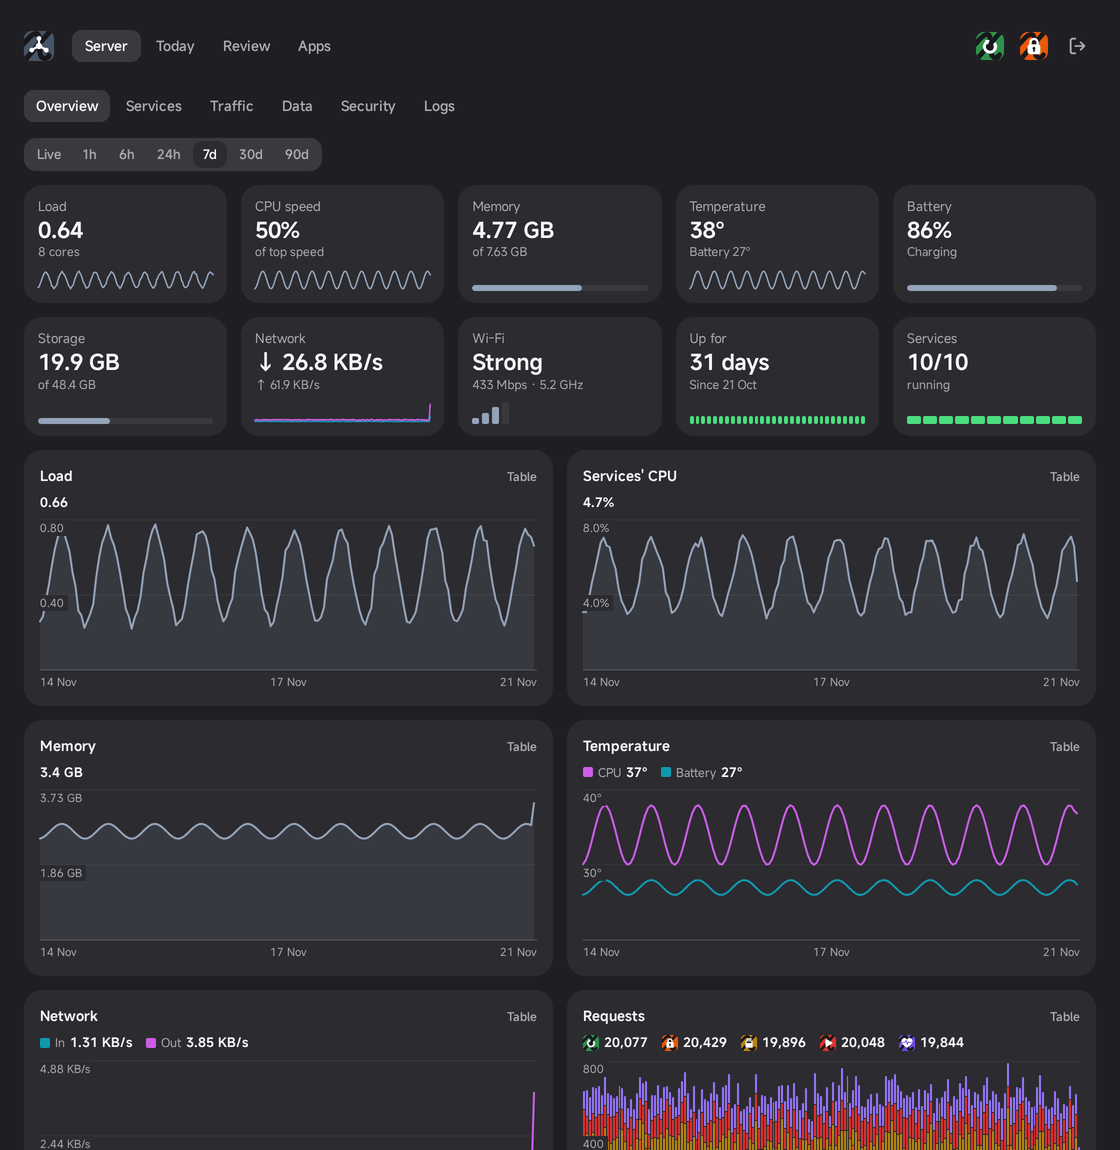 Server Today Review Apps
Overview Services Traffic Data Security Logs
Live 1h 6h 24h 7d 30d 90d
Load
0.64
8 cores
CPU speed
50%
of top speed
Memory
4.77 GB
of 7.63 GB
Temperature
38°
Battery 27°
Battery
86%
Charging
Storage
19.9 GB
of 48.4 GB
Network
↓ 26.8 KB/s
↑ 61.9 KB/s
Wi-Fi
Strong
433 Mbps · 5.2 GHz
Up for
31 days
Since 21 Oct
Services
10/10
running
Load Table
0.66
0.80
0.40
14 Nov 17 Nov 21 Nov
Services' CPU Table
4.7%
8.0%
4.0%
14 Nov 17 Nov 21 Nov
Memory Table
3.4 GB
3.73 GB
1.86 GB
14 Nov 17 Nov 21 Nov
Temperature Table
CPU 37° Battery 27°
40°
30°
14 Nov 17 Nov 21 Nov
Network Table
In 1.31 KB/s Out 3.85 KB/s
4.88 KB/s
2.44 KB/s
Requests Table
20,077 20,429 19,896 20,048 19,844
800
400